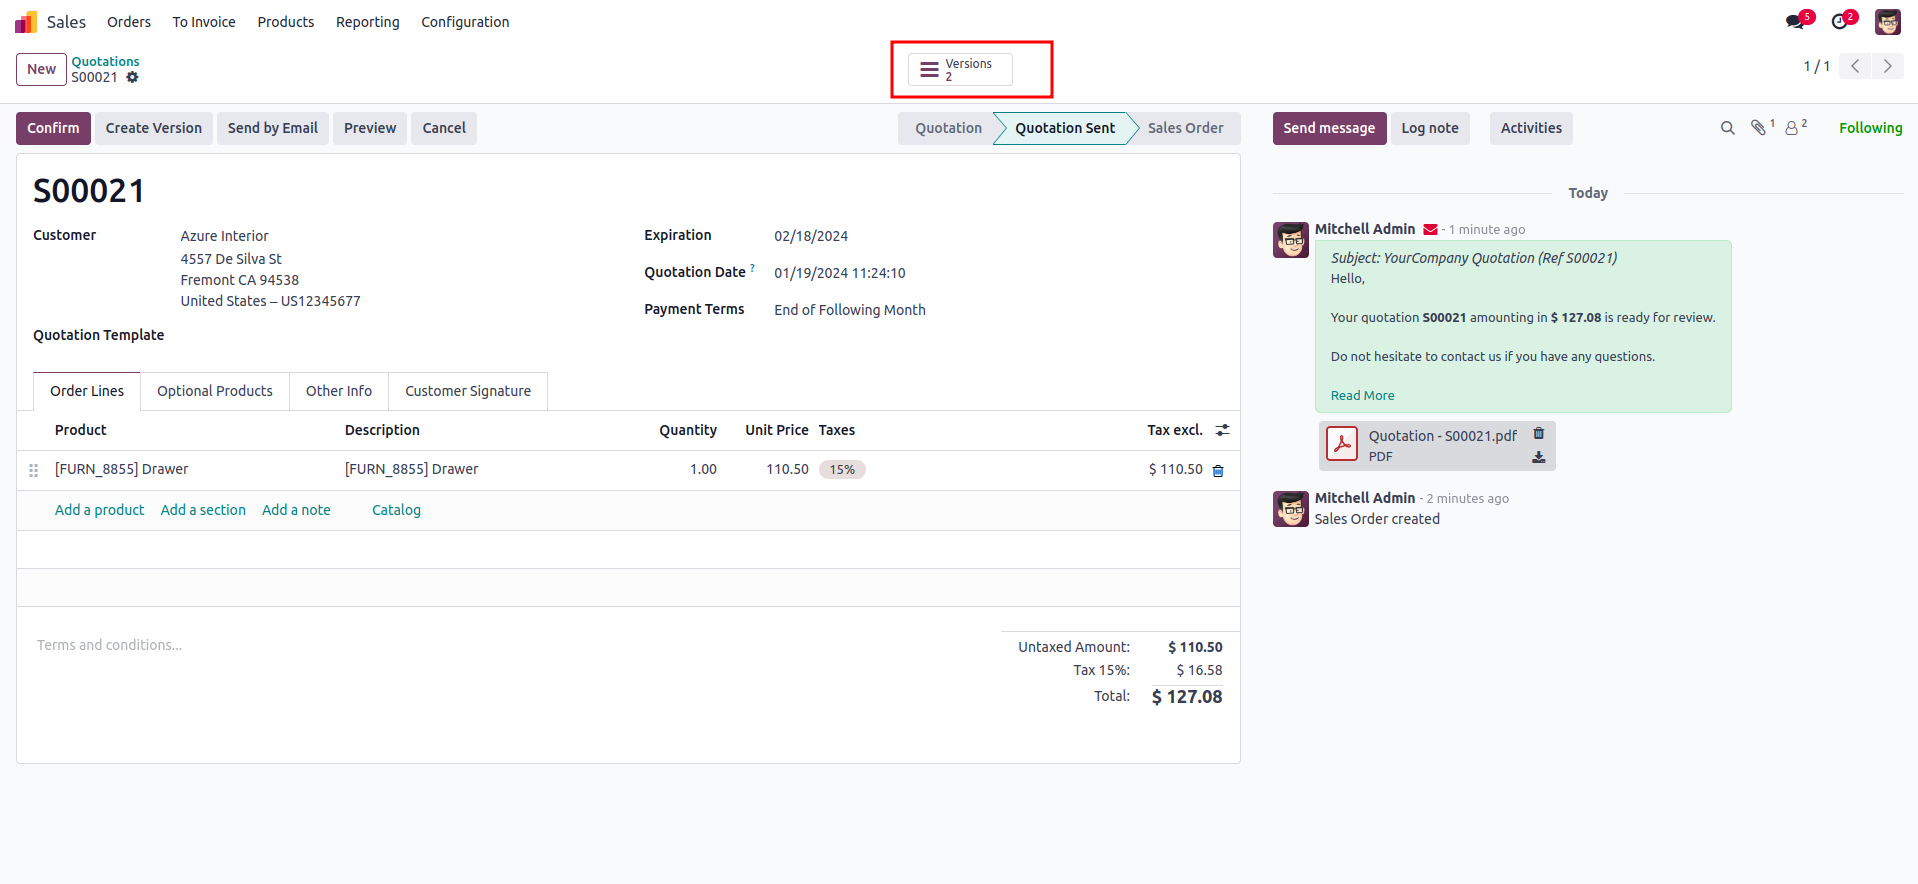 Sales Orders To Invoice Products Reporting Configuration 5 2
New Quotations Versions
S00021 2 1 / 1
Confirm Create Version Send by Email Preview Cancel Quotation Quotation Sent Sales Order
S00021
Customer Azure Interior
4557 De Silva St
Fremont CA 94538
United States – US12345677
Quotation Template
Expiration 02/18/2024
Quotation Date ? 01/19/2024 11:24:10
Payment Terms End of Following Month
Order Lines Optional Products Other Info Customer Signature
Product Description Quantity Unit Price Taxes Tax excl.
[FURN_8855] Drawer [FURN_8855] Drawer 1.00 110.50 15% $ 110.50
Add a product Add a section Add a note Catalog
Terms and conditions...
Untaxed Amount: $ 110.50
Tax 15%: $ 16.58
Total: $ 127.08
Send message Log note Activities 1 2 Following
Today
Mitchell Admin - 1 minute ago
Subject: YourCompany Quotation (Ref S00021)
Hello,
Your quotation S00021 amounting in $ 127.08 is ready for review.
Do not hesitate to contact us if you have any questions.
Read More
Quotation - S00021.pdf
PDF
Mitchell Admin - 2 minutes ago
Sales Order created